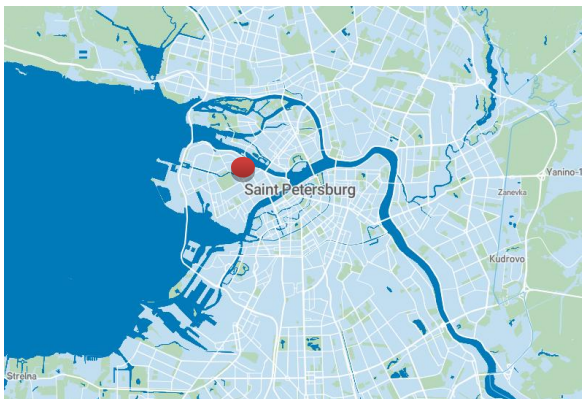 Yanino-1
Saint Petersburg
Zanevka
Kudrovo
Strelna